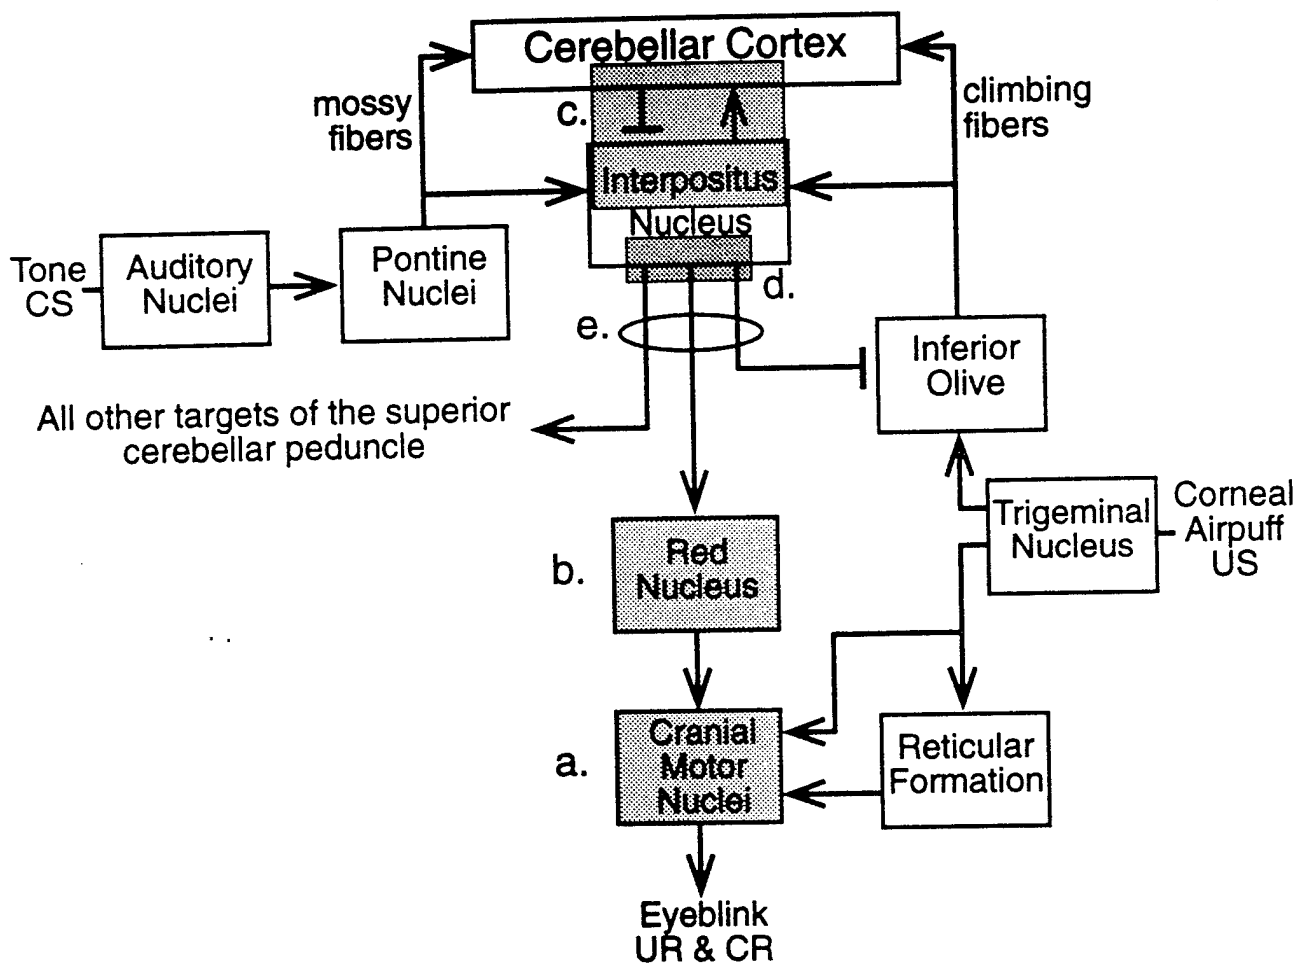 Cerebellar Cortex
mossy
fibers
climbing
fibers
c.
Interpositus
Nucleus
Tone
CS
Auditory
Nuclei
Pontine
Nuclei
d.
e.
Inferior
Olive
All other targets of the superior
cerebellar peduncle
Trigeminal
Nucleus
Corneal
Airpuff
US
b.
Red
Nucleus
a.
Cranial
Motor
Nuclei
Reticular
Formation
Eyeblink
UR & CR